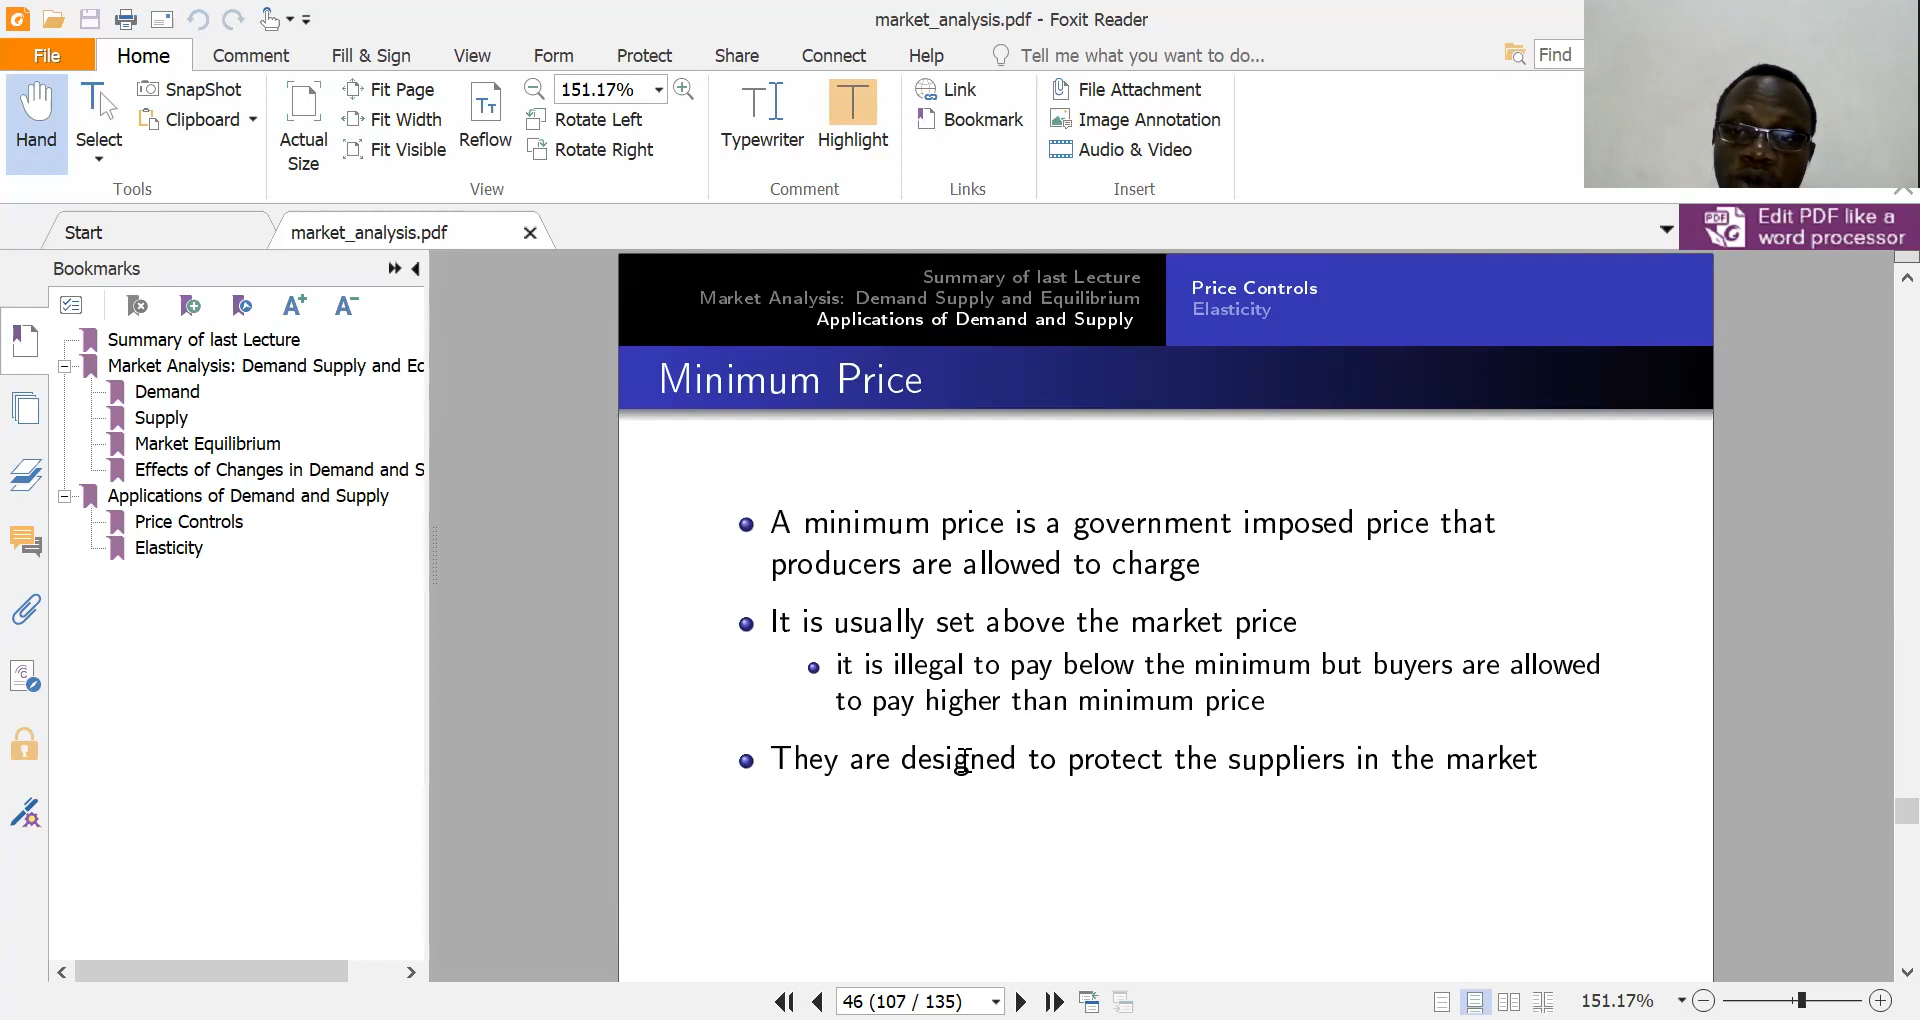 market_analysis.pdf - Foxit Reader
File Home Comment Fill & Sign View Form Protect Share Connect Help Tell me what you want to do... Find
Hand
Select
SnapShot
Clipboard
Tools
Actual
Size
Fit Page
Fit Width
Fit Visible
Reflow
151.17%
Rotate Left
Rotate Right
View
Typewriter
Highlight
Comment
Link
Bookmark
Links
File Attachment
Image Annotation
Audio & Video
Insert
Start
market_analysis.pdf
PDF
Edit PDF like a
word processor
Bookmarks
Summary of last Lecture
Market Analysis: Demand Supply and Ec
Demand
Supply
Market Equilibrium
Effects of Changes in Demand and S
Applications of Demand and Supply
Price Controls
Elasticity
Summary of last Lecture
Market Analysis: Demand Supply and Equilibrium
Applications of Demand and Supply
Price Controls
Elasticity
Minimum Price
A minimum price is a government imposed price that
producers are allowed to charge
It is usually set above the market price
it is illegal to pay below the minimum but buyers are allowed
to pay higher than minimum price
They are designed to protect the suppliers in the market
46 (107 / 135)
151.17%